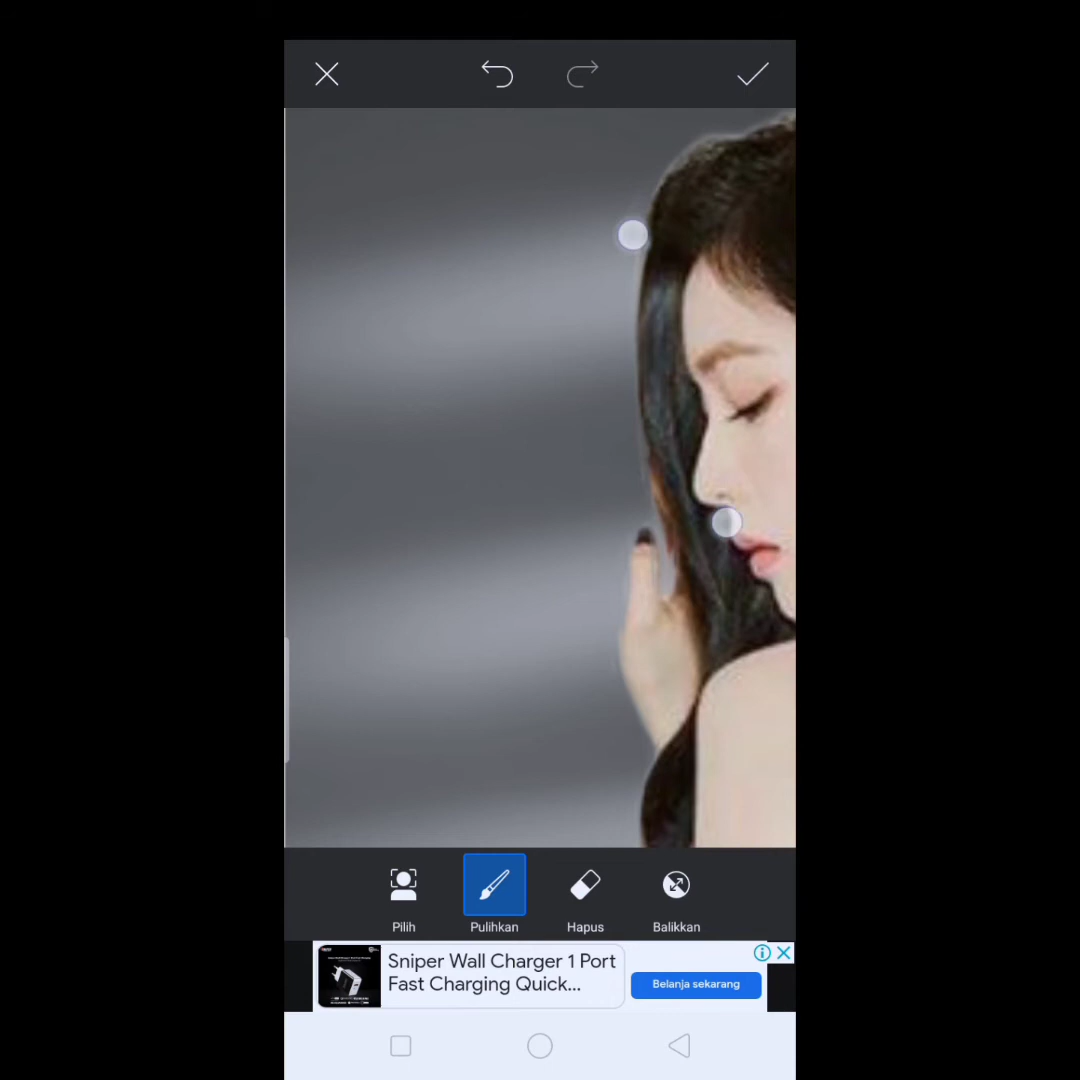 Pilih
Pulihkan
Hapus
Balikkan
Sniper Wall Charger 1 Port
Fast Charging Quick...
Belanja sekarang